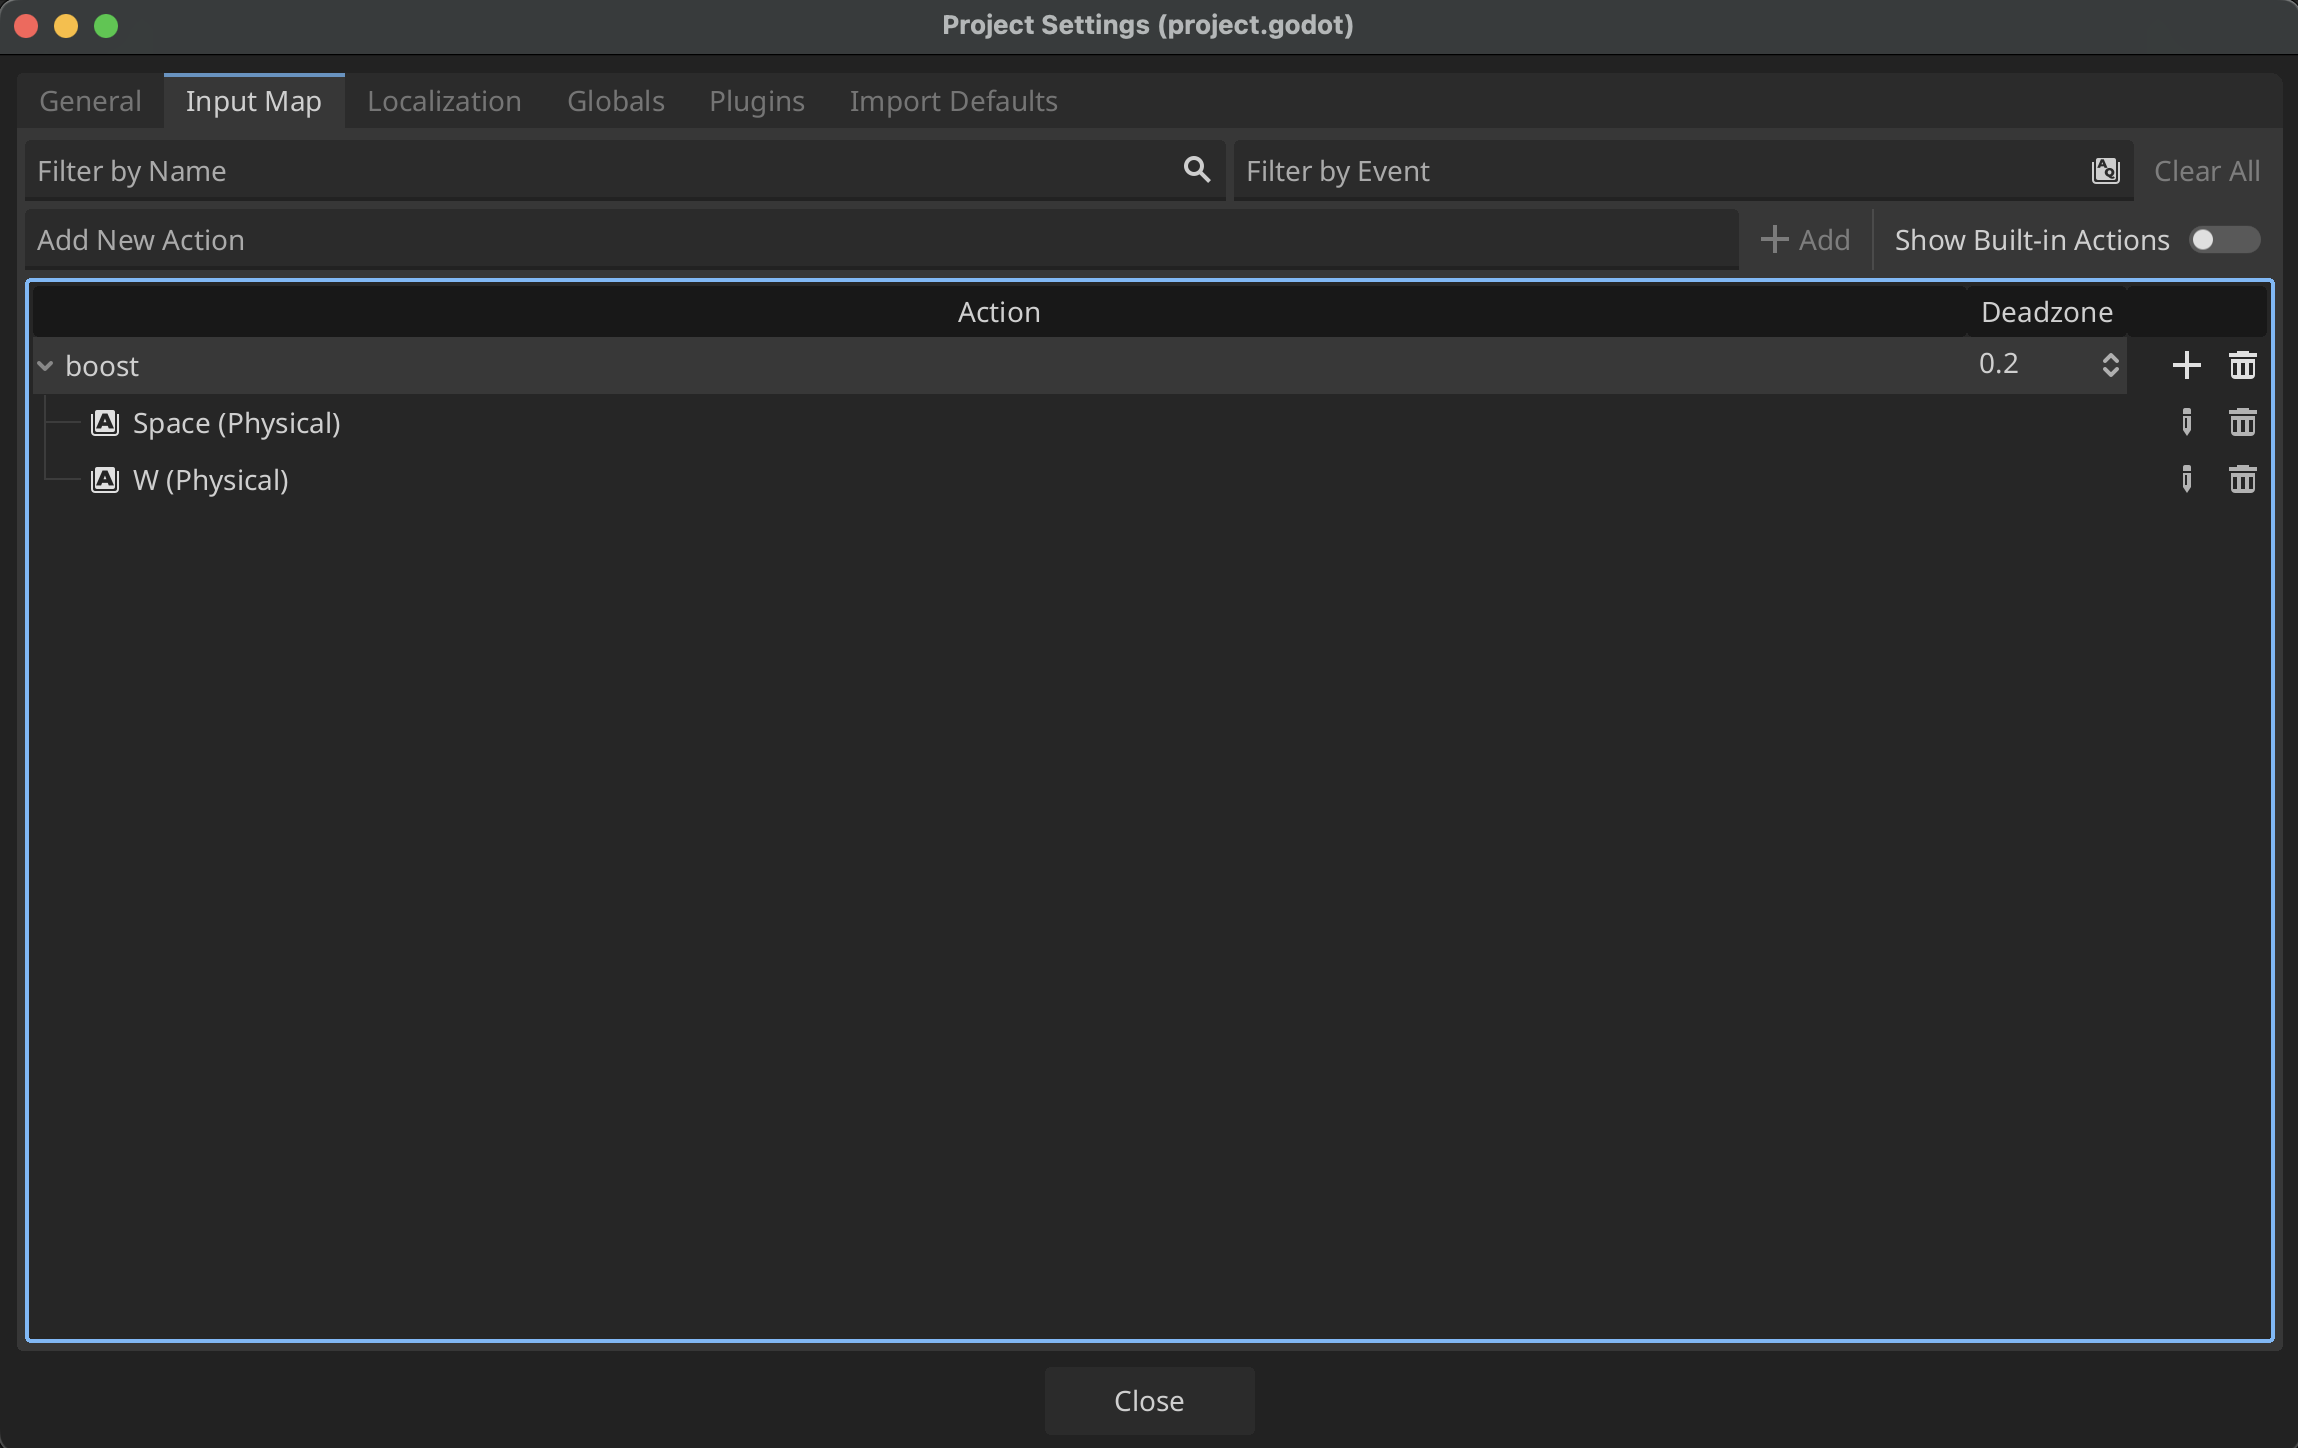 Project Settings (project.godot)
General Input Map Localization Globals Plugins Import Defaults
Filter by Name Filter by Event Clear All
Add New Action Add Show Built-in Actions
Action Deadzone
boost 0.2
Space (Physical)
W (Physical)
Close